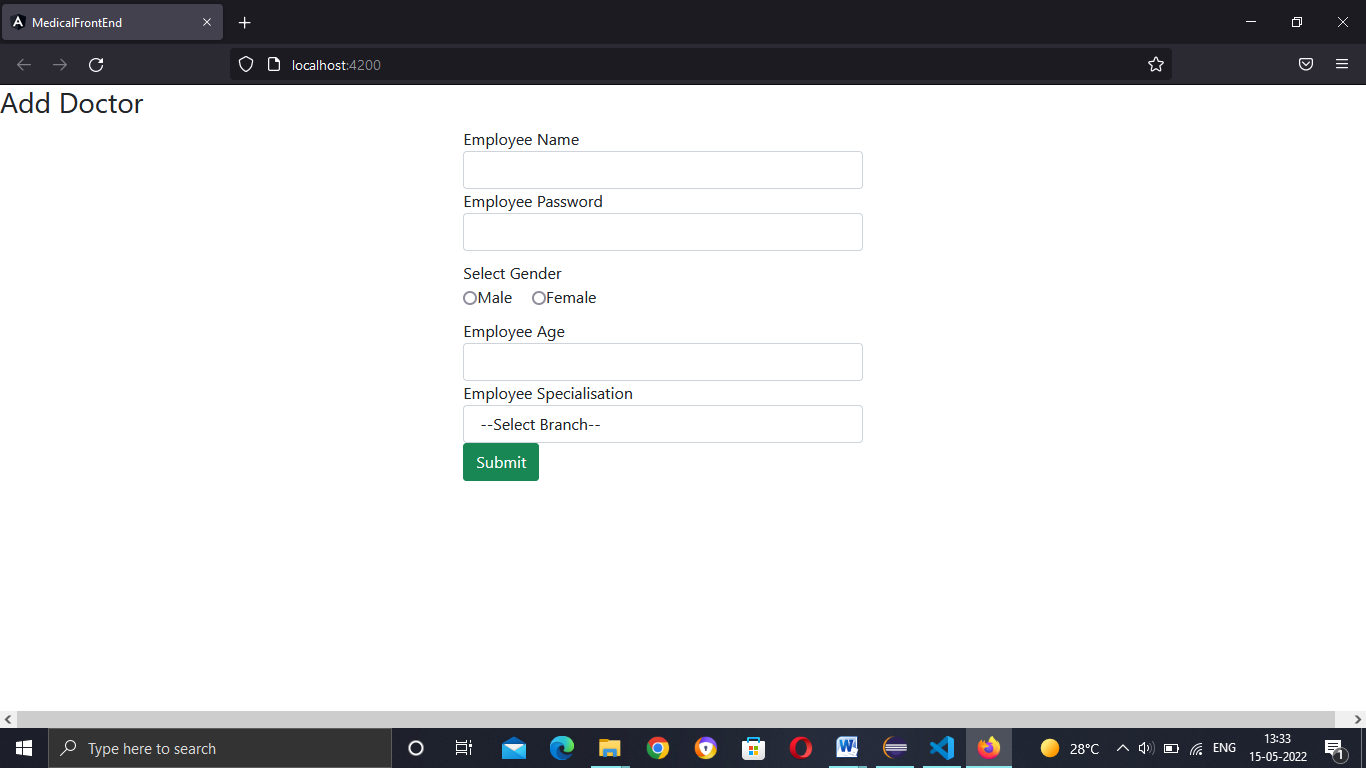 MedicalFrontEnd
localhost:4200
Add Doctor
Employee Name
Employee Password
Select Gender
Male Female
Employee Age
Employee Specialisation
--Select Branch--
Submit
Type here to search
28°C
ENG
13:33
15-05-2022
1